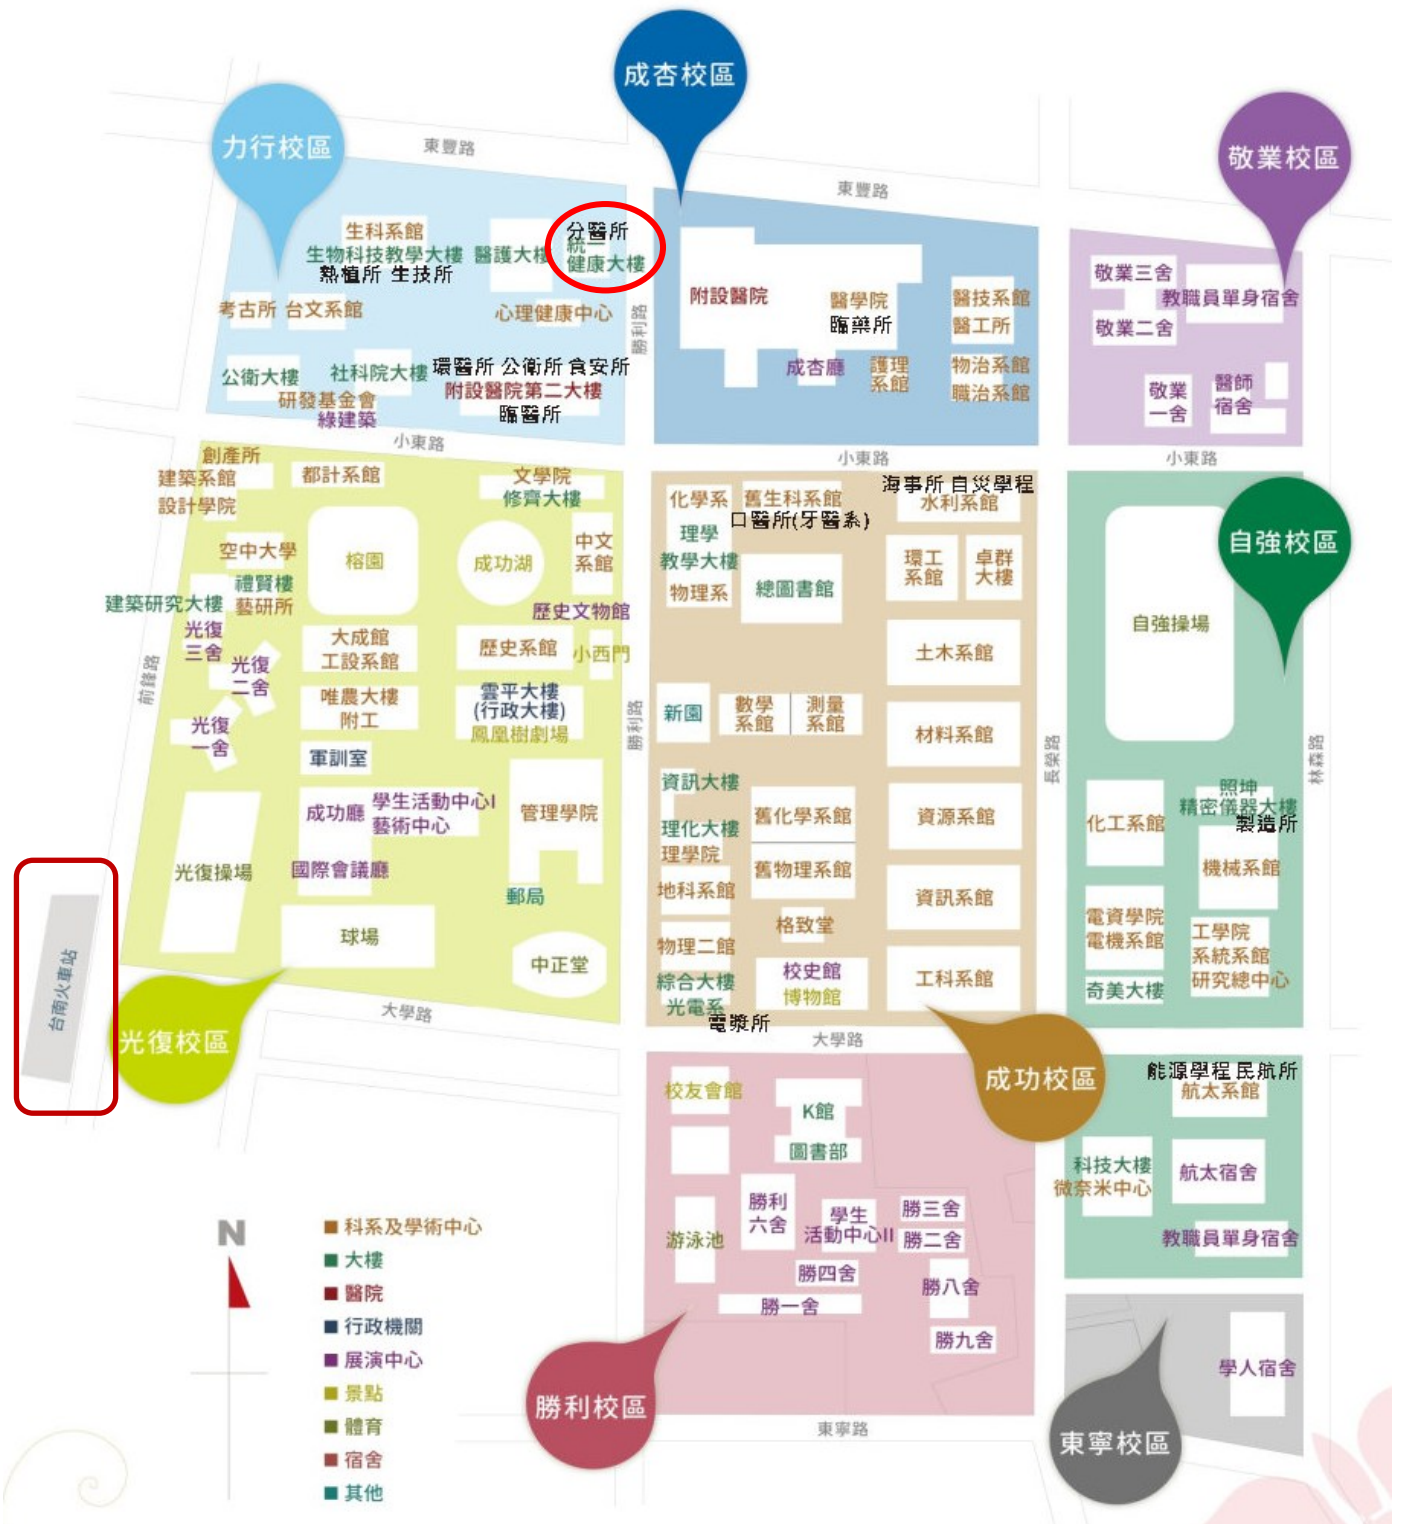 成杏校區
力行校區
敬業校區
東豐路
東豐路
生科系館
生物科技教學大樓
熱植所 生技所
醫護大樓
分醫所
統一
健康大樓
考古所
台文系館
心理健康中心
勝利路
公衛大樓
社科院大樓
研發基金會
綠建築
環醫所 公衛所 食安所
附設醫院第二大樓
臨醫所
附設醫院
醫學院
臨藥所
成杏廳
護理
系館
醫技系館
醫工所
物治系館
職治系館
敬業三舍
教職員單身宿舍
敬業二舍
敬業
一舍
醫師
宿舍
小東路
小東路
小東路
創產所
建築系館
設計學院
都計系館
文學院
修齊大樓
空中大學
榕園
成功湖
中文
系館
禮賢樓
藝研所
建築研究大樓
歷史文物館
光復
三舍
大成館
工設系館
歷史系館
小西門
光復
二舍
唯農大樓
附工
雲平大樓
(行政大樓)
鳳凰樹劇場
光復
一舍
軍訓室
前鋒路
勝利路
成功廳
學生活動中心I
藝術中心
管理學院
光復操場
國際會議廳
郵局
球場
中正堂
台南火車站
光復校區
大學路
化學系
舊生科系館
口醫所(牙醫系)
理學
教學大樓
物理系
總圖書館
海事所 自災學程
水利系館
環工
系館
卓群
大樓
土木系館
新園
數學
系館
測量
系館
材料系館
資訊大樓
理化大樓
理學院
舊化學系館
舊物理系館
資源系館
地科系館
資訊系館
格致堂
物理二館
校史館
博物館
工科系館
綜合大樓
光電系
電漿所
大學路
成功校區
長榮路
自強校區
自強操場
林森路
照坤
精密儀器大樓
製造所
化工系館
機械系館
電資學院
電機系館
工學院
系統系館
研究總中心
奇美大樓
能源學程 民航所
航太系館
科技大樓
微奈米中心
航太宿舍
教職員單身宿舍
校友會館
K館
圖書部
游泳池
勝利
六舍
學生
活動中心II
勝三舍
勝二舍
勝四舍
勝一舍
勝八舍
勝九舍
勝利校區
東寧路
學人宿舍
東寧校區
N
科系及學術中心
大樓
醫院
行政機關
展演中心
景點
體育
宿舍
其他